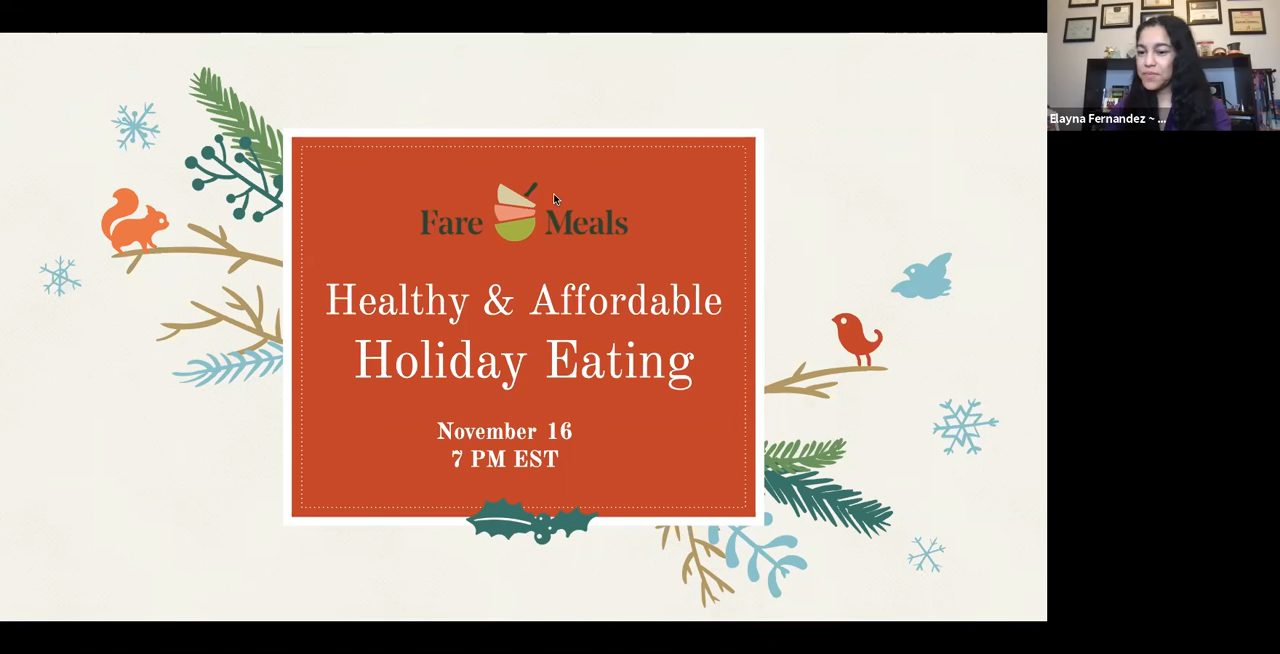 Fare Meals
Healthy & Affordable
Holiday Eating
November 16
7 PM EST
Elayna Fernandez ~ ...